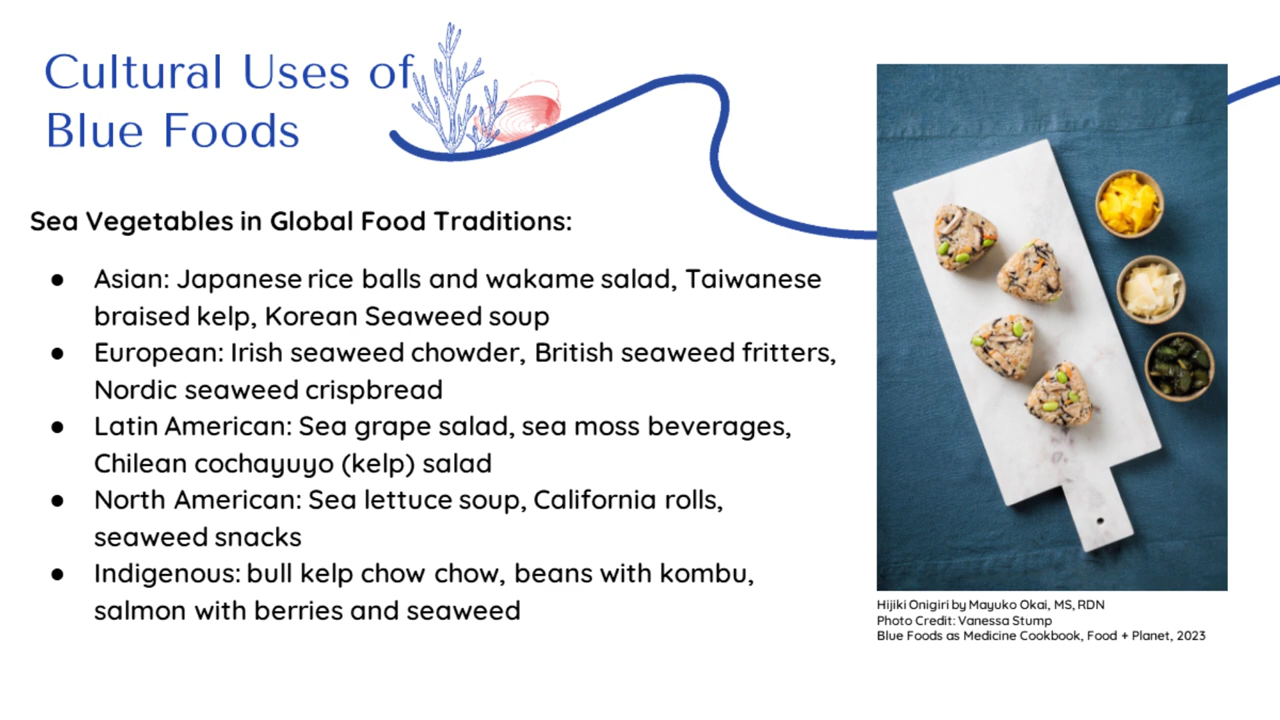 Cultural Uses of
Blue Foods
Sea Vegetables in Global Food Traditions:
● Asian: Japanese rice balls and wakame salad, Taiwanese
braised kelp, Korean Seaweed soup
● European: Irish seaweed chowder, British seaweed fritters,
Nordic seaweed crispbread
● Latin American: Sea grape salad, sea moss beverages,
Chilean cochayuyo (kelp) salad
● North American: Sea lettuce soup, California rolls,
seaweed snacks
● Indigenous: bull kelp chow chow, beans with kombu,
salmon with berries and seaweed
Hijiki Onigiri by Mayuko Okai, MS, RDN
Photo Credit: Vanessa Stump
Blue Foods as Medicine Cookbook, Food + Planet, 2023